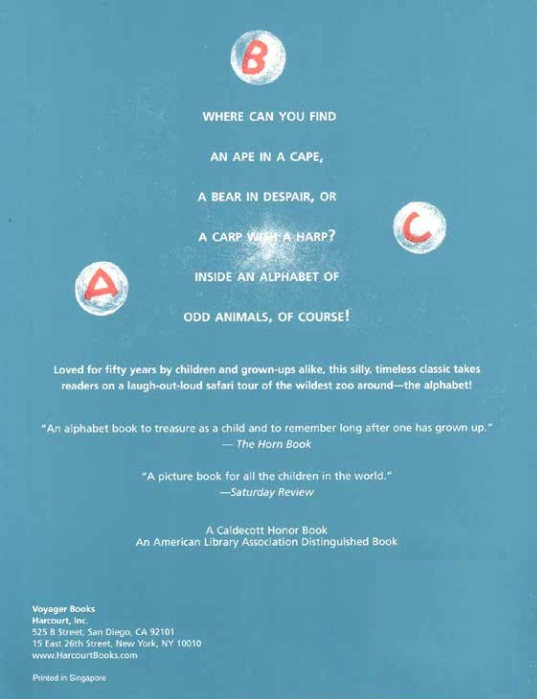 B
WHERE CAN YOU FIND
AN APE IN A CAPE,
A BEAR IN DESPAIR, OR
A CARP WITH A HARP?
C
INSIDE AN ALPHABET OF
A
ODD ANIMALS, OF COURSE!
Loved for fifty years by children and grown-ups alike, this silly, timeless classic takes
readers on a laugh-out-loud safari tour of the wildest zoo around—the alphabet!
"An alphabet book to treasure as a child and to remember long after one has grown up."
— The Horn Book
"A picture book for all the children in the world."
—Saturday Review
A Caldecott Honor Book
An American Library Association Distinguished Book
Voyager Books
Harcourt, Inc.
525 B Street, San Diego, CA 92101
15 East 26th Street, New York, NY 10010
www.HarcourtBooks.com
Printed in Singapore